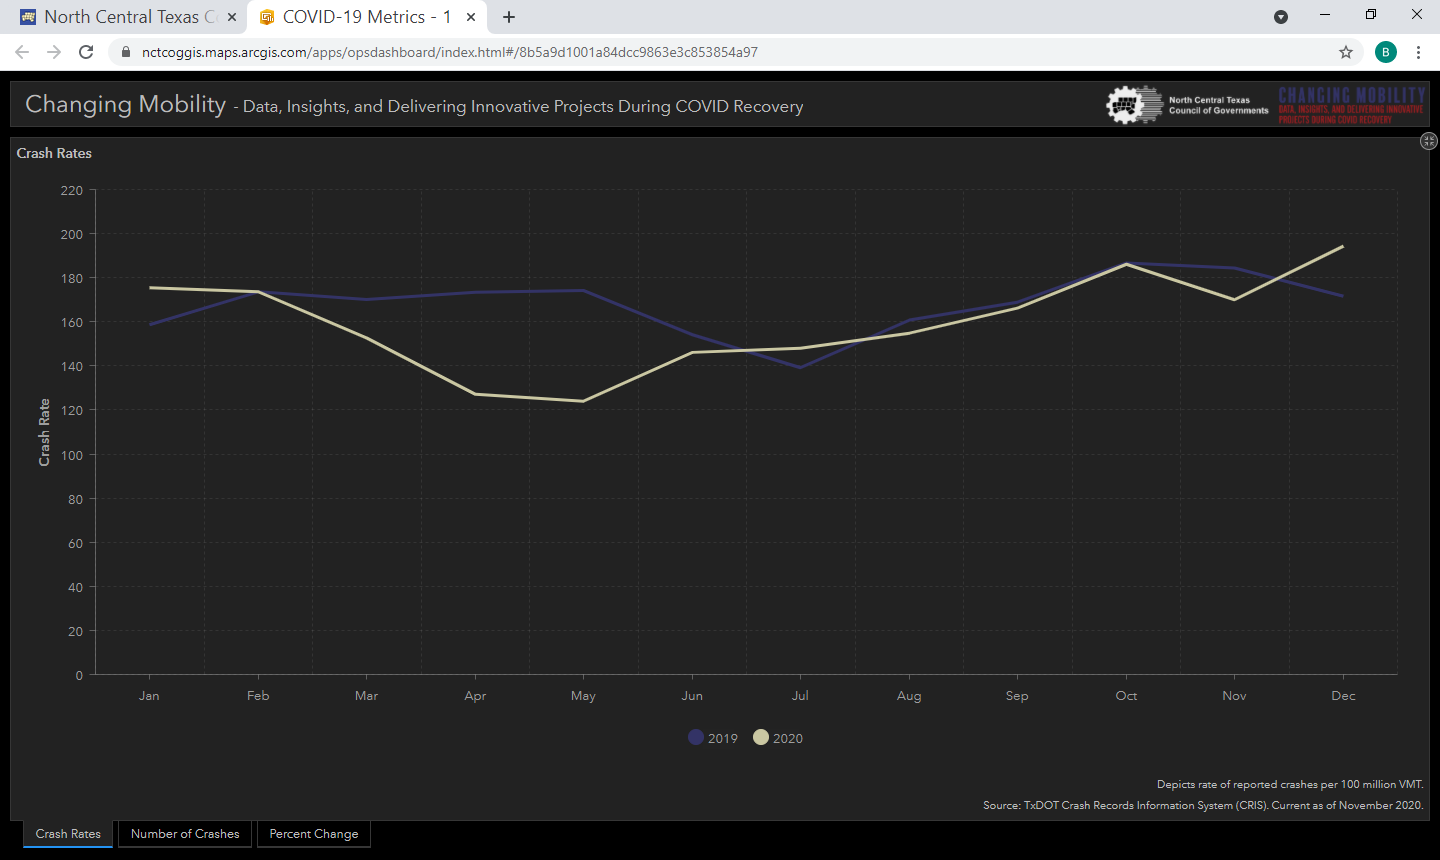 North Central Texas C
COVID-19 Metrics - 1
nctcoggis.maps.arcgis.com/apps/opsdashboard/index.html#/8b5a9d1001a84dcc9863e3c853854a97
B
Changing Mobility - Data, Insights, and Delivering Innovative Projects During COVID Recovery
North Central Texas
Council of Governments
CHANGING MOBILITY
DATA, INSIGHTS, AND DELIVERING INNOVATIVE
PROJECTS DURING COVID RECOVERY
Crash Rates
220
200
180
160
140
120
100
80
60
40
20
0
Crash Rate
Jan Feb Mar Apr May Jun Jul Aug Sep Oct Nov Dec
2019 2020
Depicts rate of reported crashes per 100 million VMT.
Source: TxDOT Crash Records Information System (CRIS). Current as of November 2020.
Crash Rates Number of Crashes Percent Change